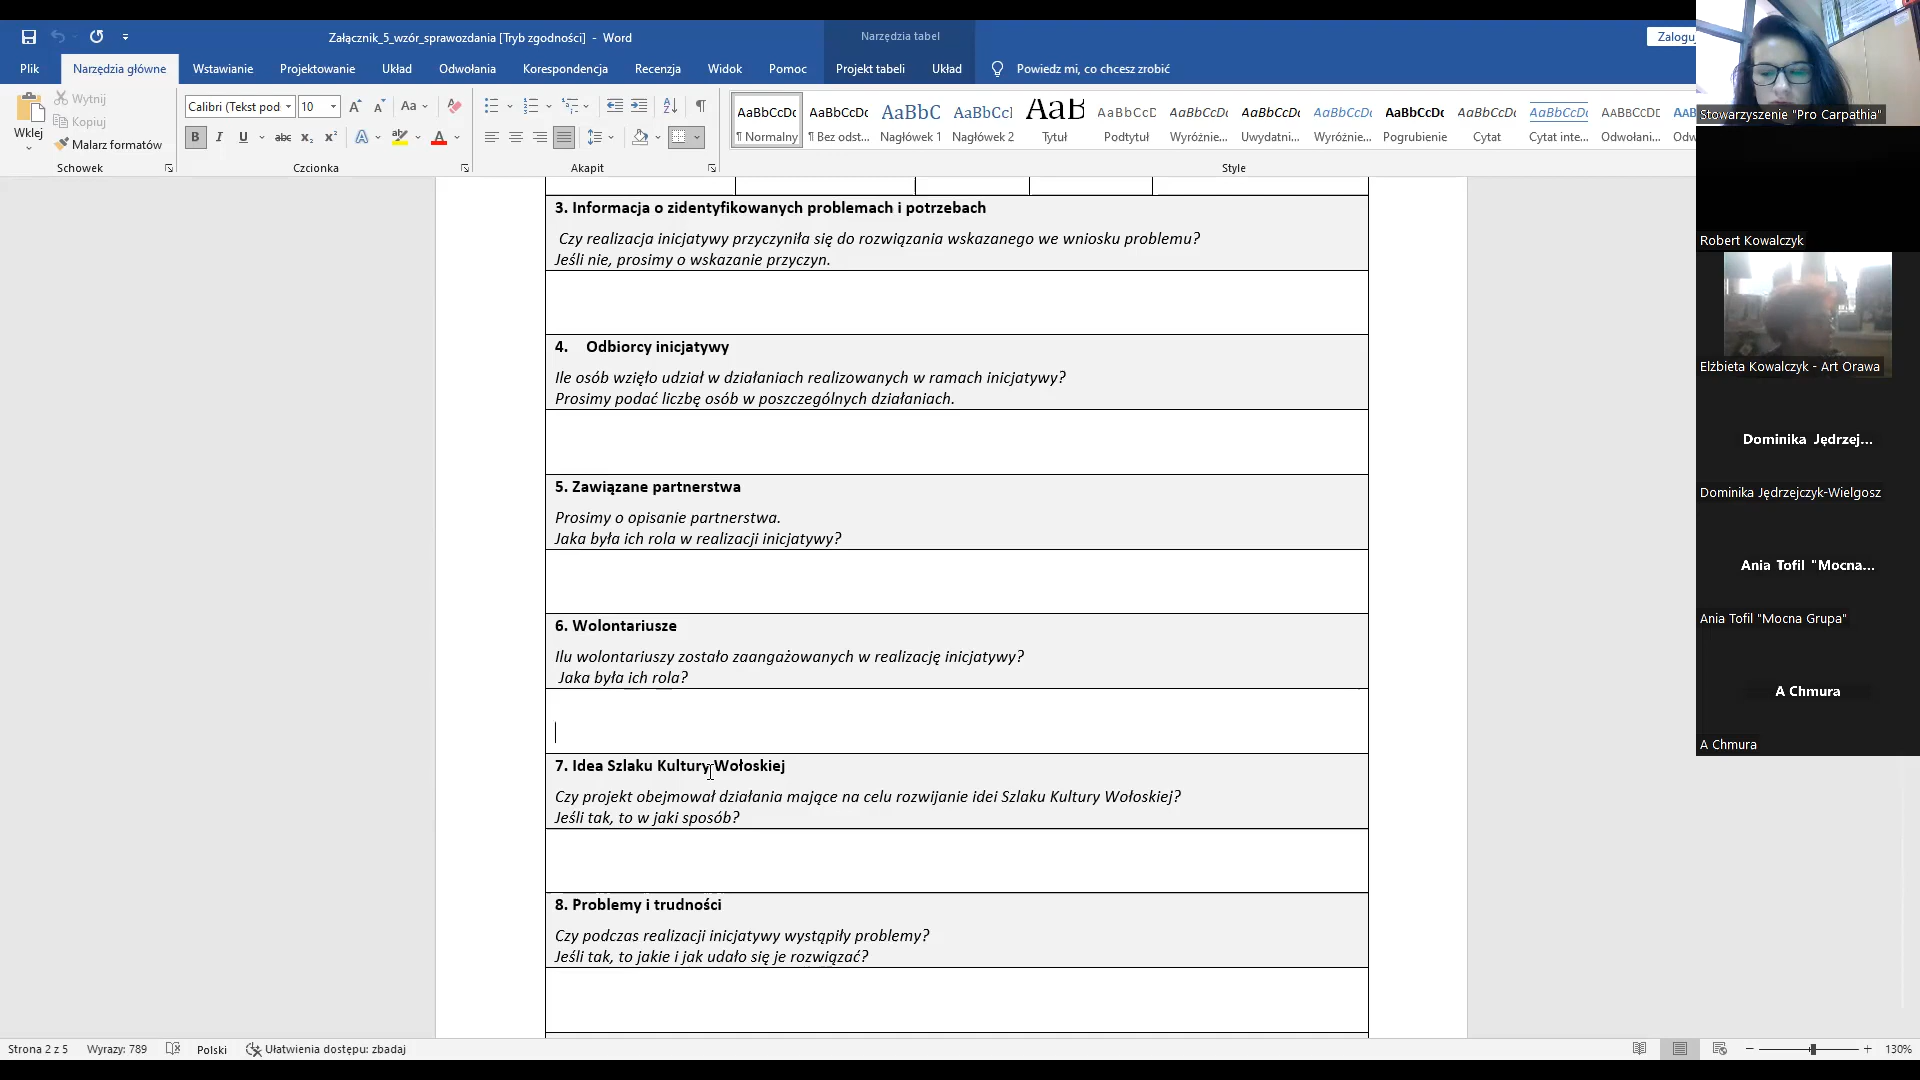 Załącznik_5_wzór_sprawozdania [Tryb zgodności] - Word
Narzędzia tabel
Zaloguj
Plik
Narzędzia główne
Wstawianie
Projektowanie
Układ
Odwołania
Korespondencja
Recenzja
Widok
Pomoc
Projekt tabeli
Układ
Powiedz mi, co chcesz zrobić
Wklej
Wytnij
Kopiuj
Malarz formatów
Schowek
Calibri (Tekst pod
10
Czcionka
Akapit
AaBbCcDc
¶ Normalny
AaBbCcDc
¶ Bez odst...
AaBbC
Nagłówek 1
AaBbCc
Nagłówek 2
AaB
Tytuł
AaBbCcD
Podtytuł
AaBbCcDc
Wyróżnie...
AaBbCcDc
Uwydatni...
AaBbCcDc
Wyróżnie...
AaBbCcDc
Pogrubienie
AaBbCcDc
Cytat
AaBbCcDc
Cytat inte...
AABBCCDC
Odwołani...
AAB
Odw
Style
3. Informacja o zidentyfikowanych problemach i potrzebach
Czy realizacja inicjatywy przyczyniła się do rozwiązania wskazanego we wniosku problemu?
Jeśli nie, prosimy o wskazanie przyczyn.
4. Odbiorcy inicjatywy
Ile osób wzięło udział w działaniach realizowanych w ramach inicjatywy?
Prosimy podać liczbę osób w poszczególnych działaniach.
5. Zawiązane partnerstwa
Prosimy o opisanie partnerstwa.
Jaka była ich rola w realizacji inicjatywy?
6. Wolontariusze
Ilu wolontariuszy zostało zaangażowanych w realizację inicjatywy?
Jaka była ich rola?
7. Idea Szlaku Kultury Wołoskiej
Czy projekt obejmował działania mające na celu rozwijanie idei Szlaku Kultury Wołoskiej?
Jeśli tak, to w jaki sposób?
8. Problemy i trudności
Czy podczas realizacji inicjatywy wystąpiły problemy?
Jeśli tak, to jakie i jak udało się je rozwiązać?
Strona 2 z 5
Wyrazy: 789
Polski
Ułatwienia dostępu: zbadaj
130%
Stowarzyszenie "Pro Carpathia"
Robert Kowalczyk
Elżbieta Kowalczyk - Art Orawa
Dominika Jędrzej...
Dominika Jędrzejczyk-Wielgosz
Ania Tofil "Mocna...
Ania Tofil "Mocna Grupa"
A Chmura
A Chmura